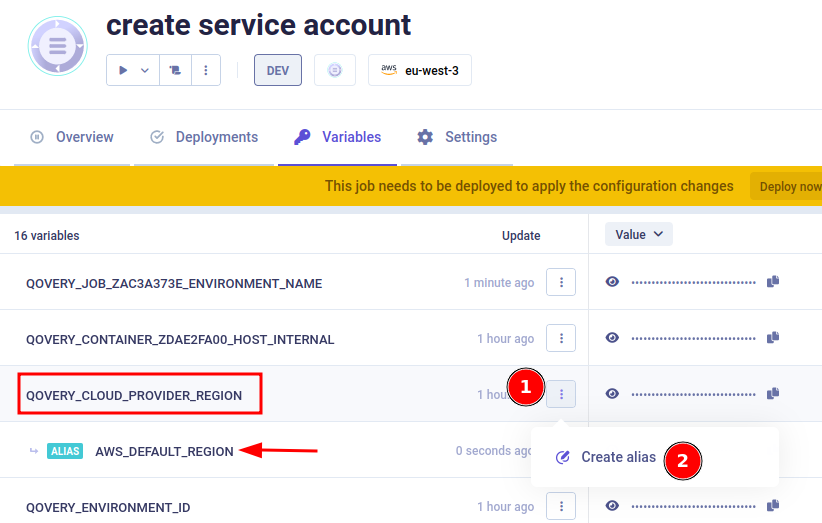 create service account
DEV
aws eu-west-3
Overview Deployments Variables Settings
This job needs to be deployed to apply the configuration changes Deploy now
16 variables Update Value
QOVERY_JOB_ZAC3A373E_ENVIRONMENT_NAME 1 minute ago
QOVERY_CONTAINER_ZDAE2FA00_HOST_INTERNAL 1 hour ago
QOVERY_CLOUD_PROVIDER_REGION 1 hou 1
ALIAS AWS_DEFAULT_REGION 0 seconds ago
Create alias 2
QOVERY_ENVIRONMENT_ID 1 hour ago